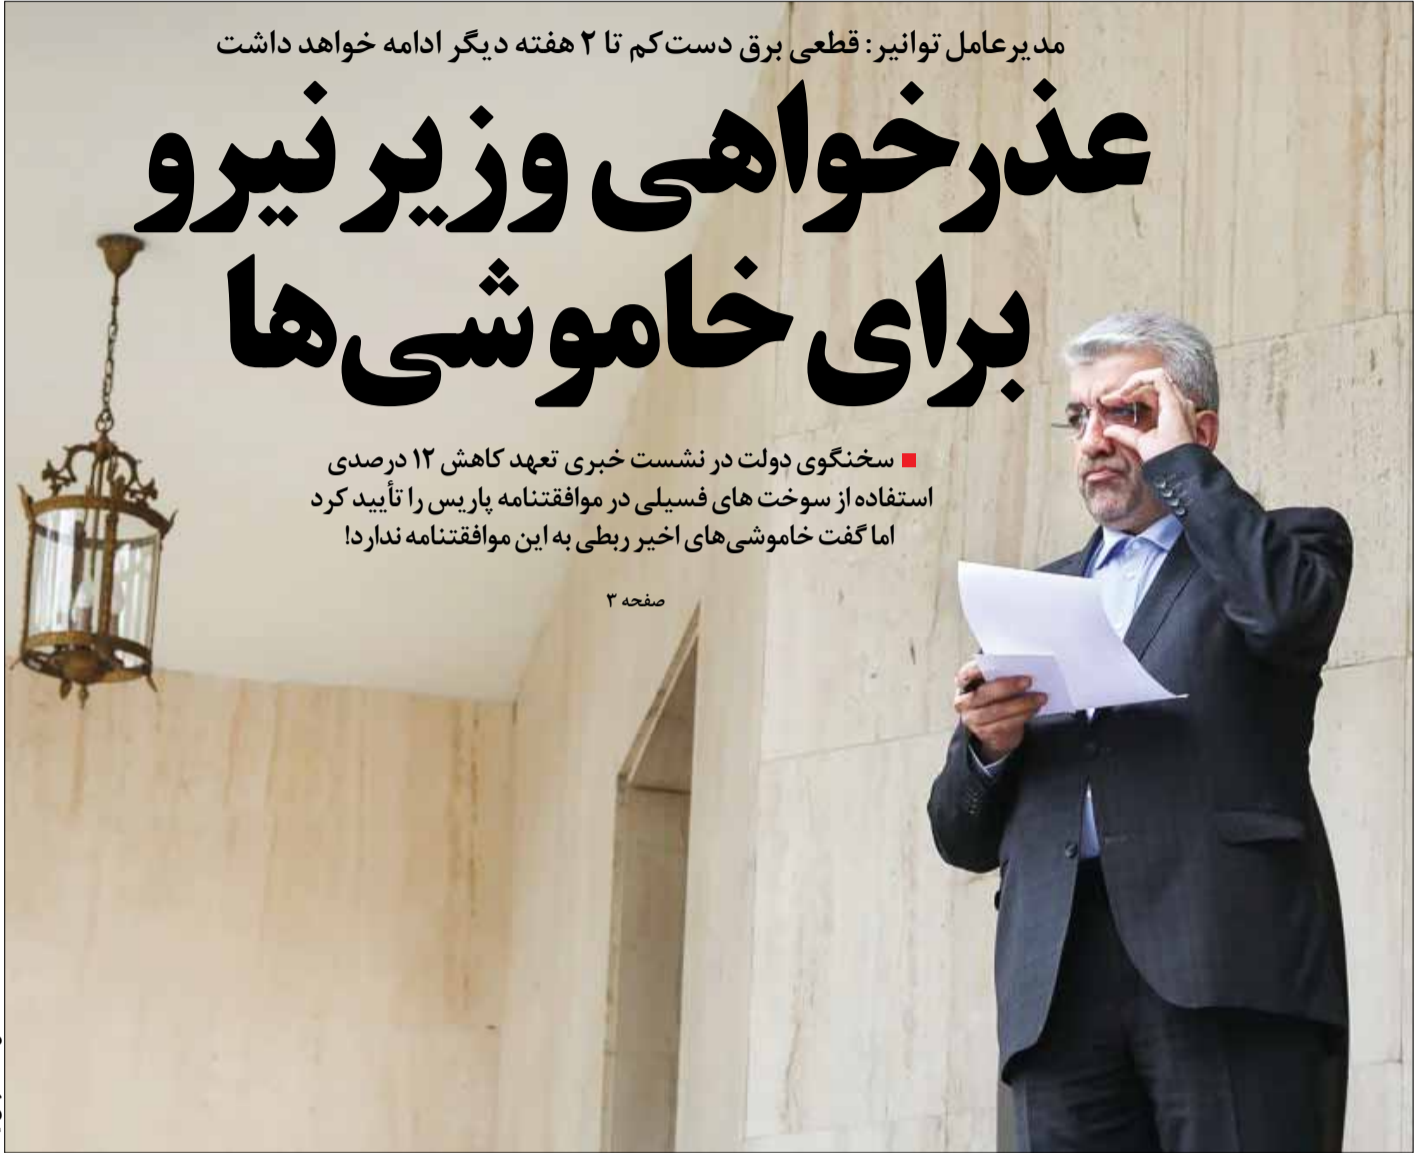 مدیرعامل توانیر: قطعی برق دست‌کم تا ۲ هفته دیگر ادامه خواهد داشت
عذرخواهی وزیر نیرو
برای خاموشی‌ها
سخنگوی دولت در نشست خبری تعهد کاهش ۱۲ درصدی
استفاده از سوخت های فسیلی در موافقتنامه پاریس را تأیید کرد
اما گفت خاموشی‌های اخیر ربطی به این موافقتنامه ندارد!
صفحه ۳